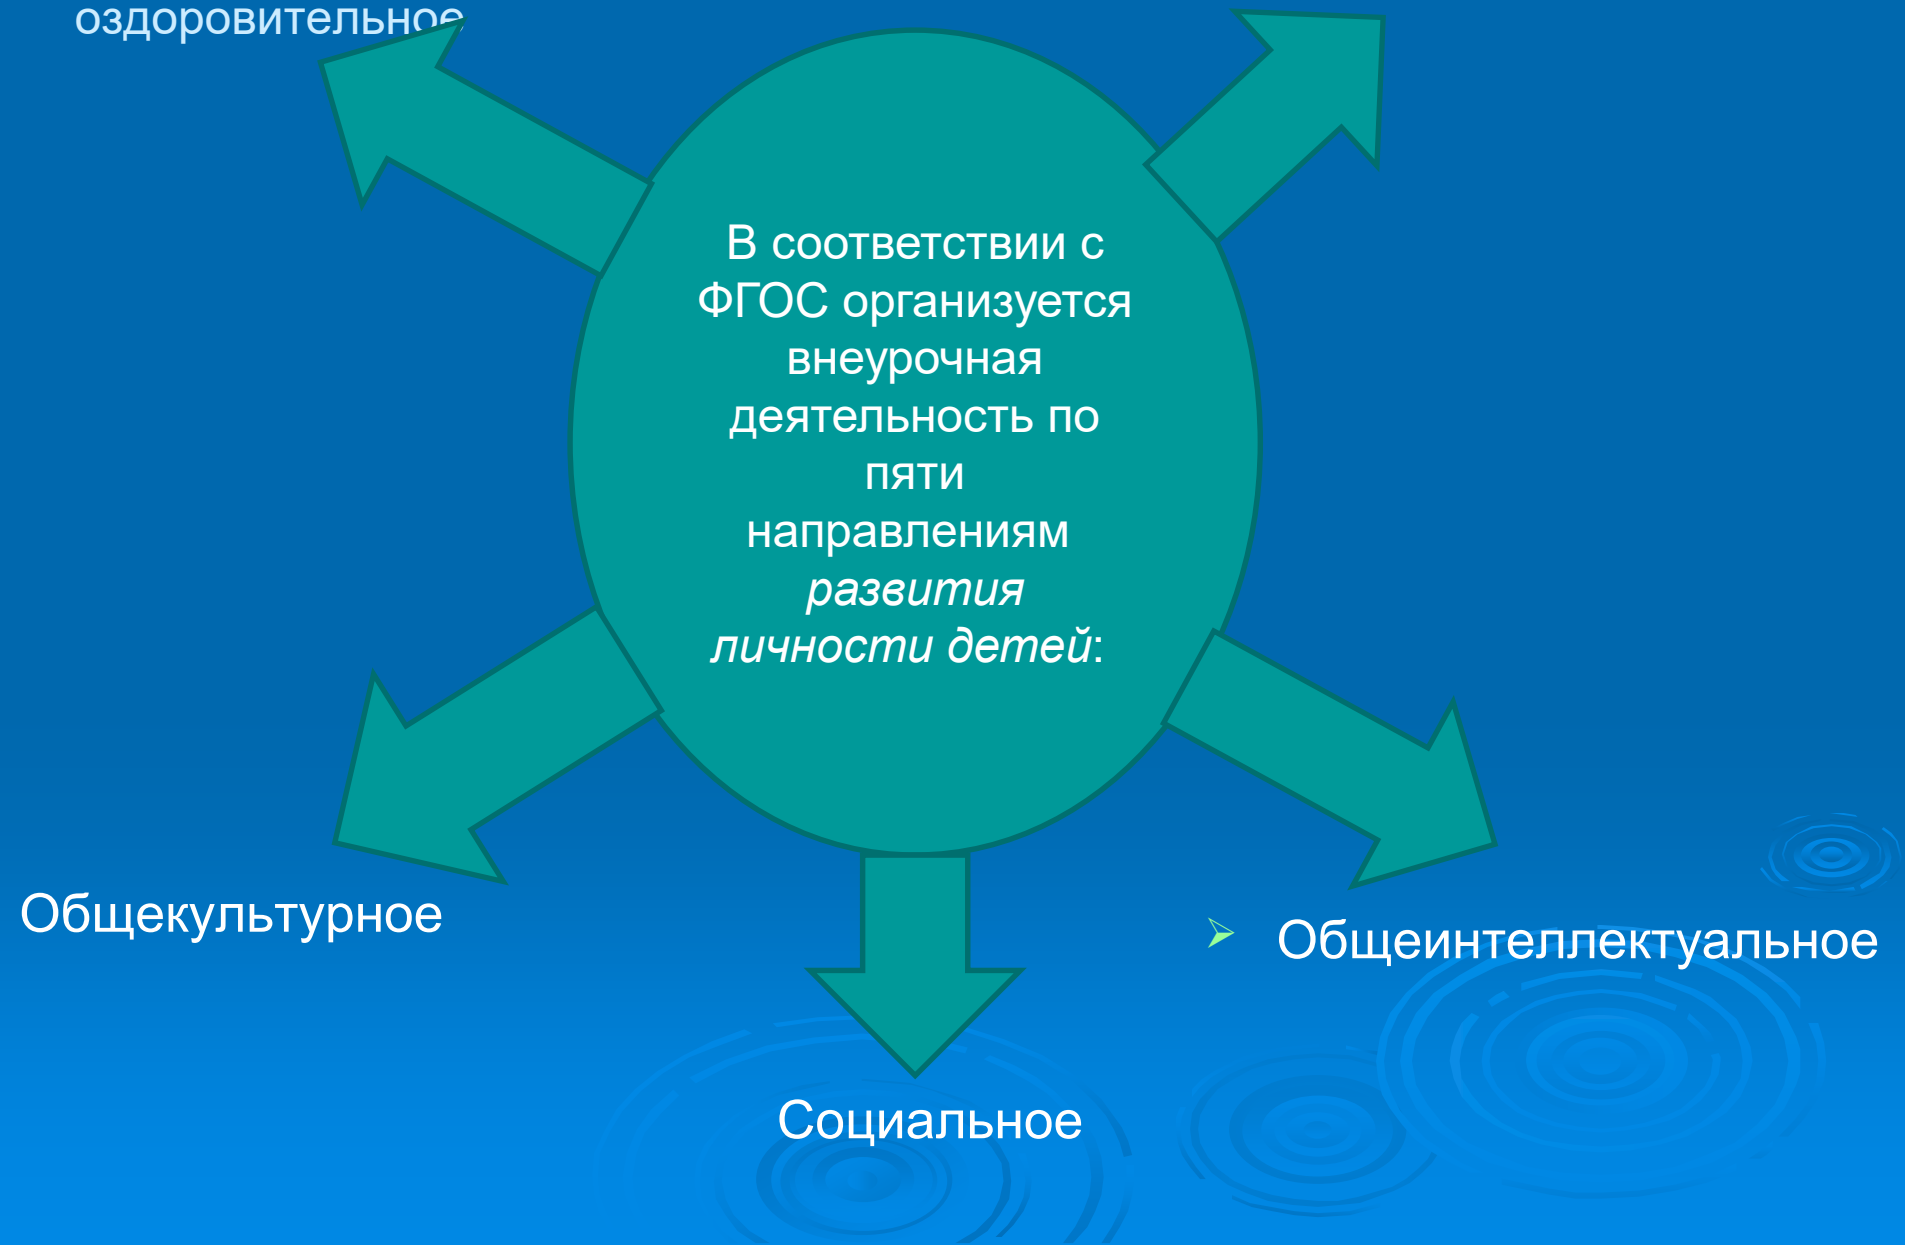 оздоровительное
В соответствии с
ФГОС организуется
внеурочная
деятельность по
пяти
направлениям
развития
личности детей:
Общекультурное
Общеинтеллектуальное
Социальное